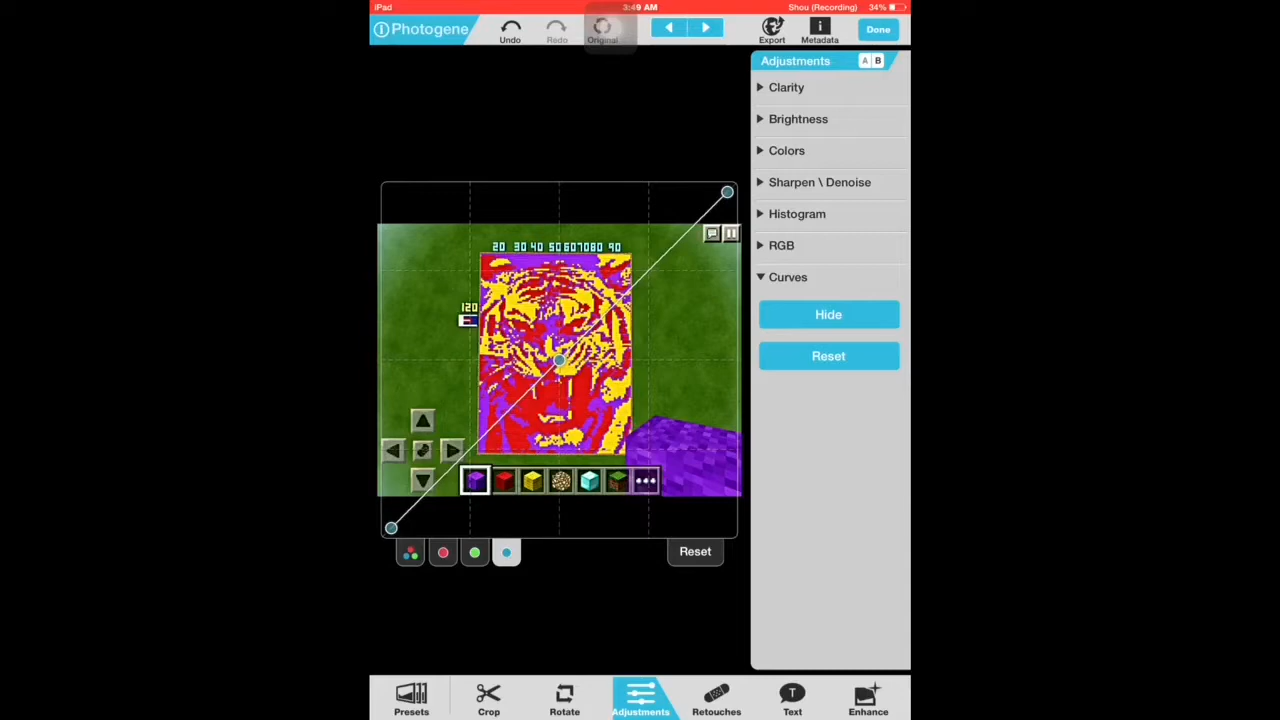 iPad 3:49 AM Shou (Recording) 34%
Photogene Undo Redo Original Export Metadata Done
Adjustments A B
Clarity
Brightness
Colors
Sharpen \ Denoise
Histogram
RGB
Curves
Hide
Reset
20 30 40 50 60 70 80 90
120
Reset
Presets Crop Rotate Adjustments Retouches Text Enhance